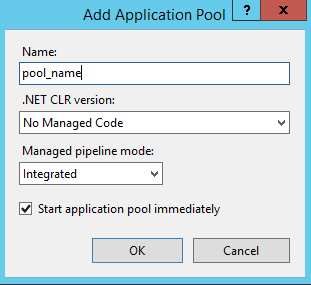 Add Application Pool
Name:
pool_name
.NET CLR version:
No Managed Code
Managed pipeline mode:
Integrated
Start application pool immediately
OK
Cancel